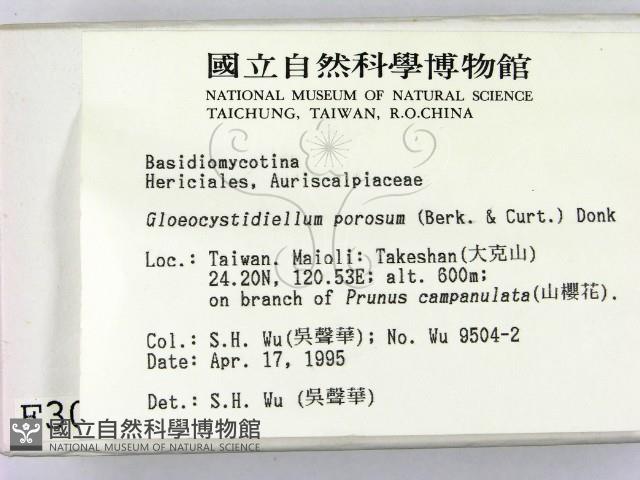 國立自然科學博物館
NATIONAL MUSEUM OF NATURAL SCIENCE
TAICHUNG, TAIWAN, R.O.CHINA
Basidiomycotina
Hericiales, Auriscalpiaceae
Gloeocystidiellum porosum (Berk. & Curt.) Donk
Loc.: Taiwan. Maioli: Takeshan(大克山)
24.20N, 120.53E; alt. 600m;
on branch of Prunus campanulata(山櫻花).
Col.: S.H. Wu(吳聲華); No. Wu 9504-2
Date: Apr. 17, 1995
Det.: S.H. Wu (吳聲華)
國立自然科學博物館
NATIONAL MUSEUM OF NATURAL SCIENCE